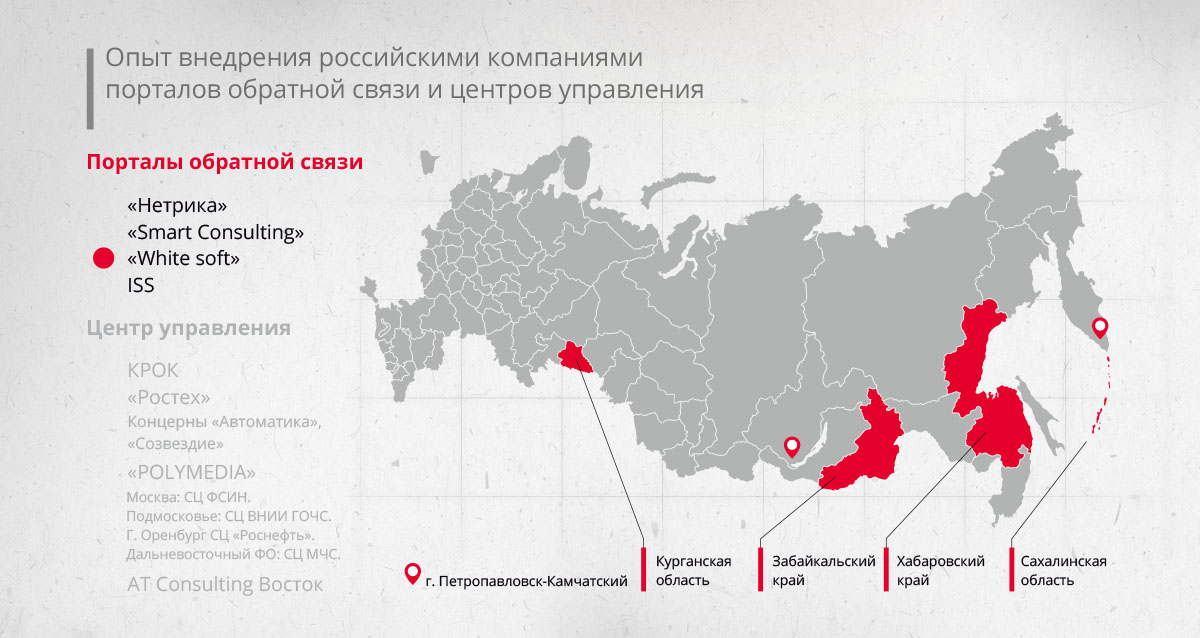 Опыт внедрения российскими компаниями
порталов обратной связи и центров управления
Порталы обратной связи
«Нетрика»
«Smart Consulting»
«White soft»
ISS
Центр управления
КРОК
«Ростех»
Концерны «Автоматика»,
«Созвездие»
«POLYMEDIA»
Москва: СЦ ФСИН.
Подмосковье: СЦ ВНИИ ГОЧС.
Г. Оренбург СЦ «Роснефть».
Дальневосточный ФО: СЦ МЧС.
AT Consulting Восток
г. Петропавловск-Камчатский
Курганская
область
Забайкальский
край
Хабаровский
край
Сахалинская
область